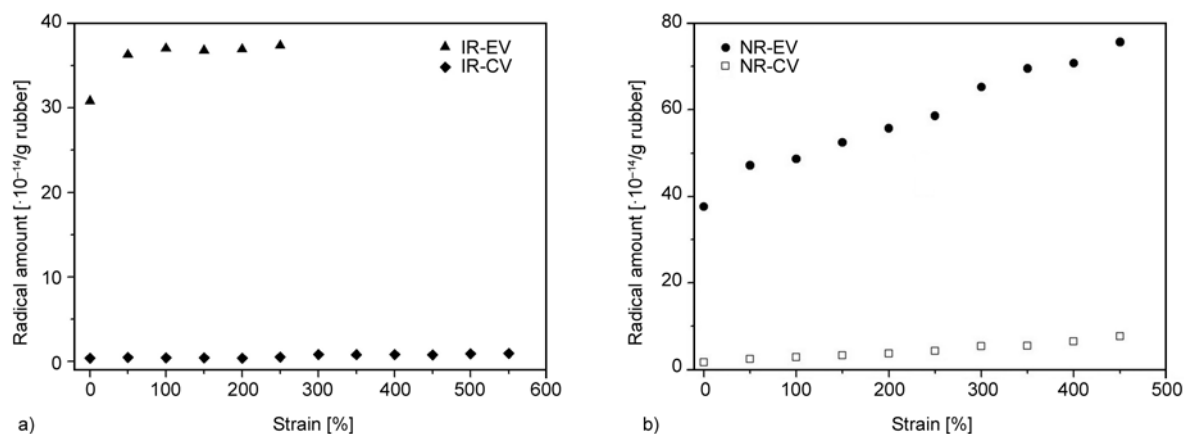 40
30
20
10
0
Radical amount [·10⁻¹⁴/g rubber]
IR-EV
IR-CV
0 100 200 300 400 500 600
a) Strain [%]
80
60
40
20
0
Radical amount [·10⁻¹⁴/g rubber]
NR-EV
NR-CV
0 100 200 300 400 500
b) Strain [%]